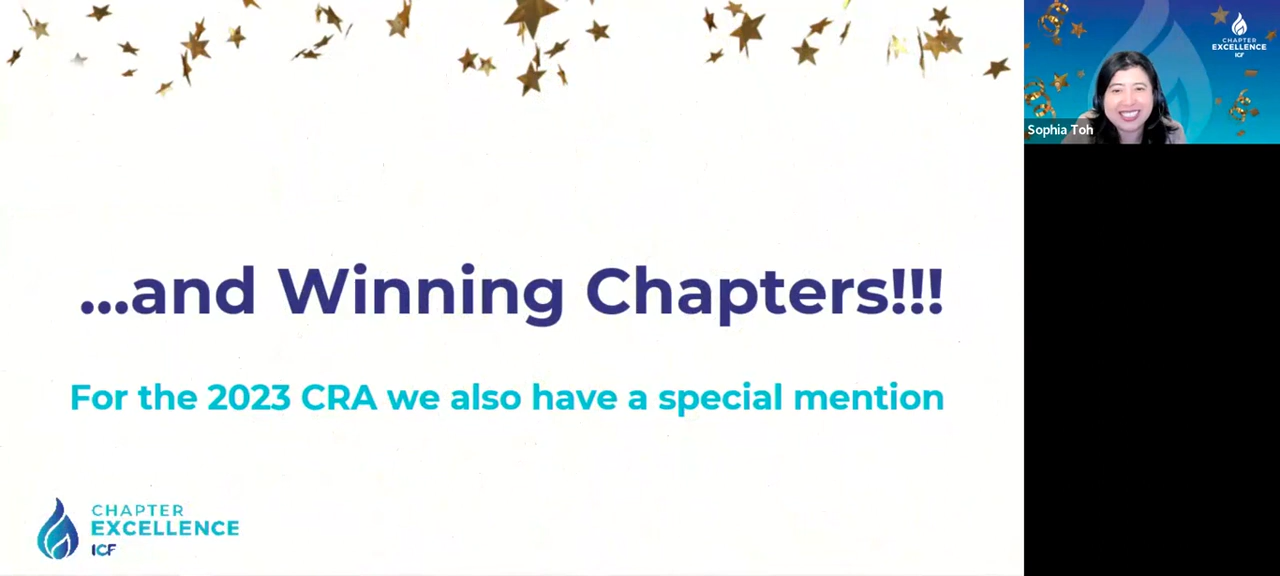 ...and Winning Chapters!!!
For the 2023 CRA we also have a special mention
CHAPTER
EXCELLENCE
ICF
CHAPTER
EXCELLENCE
ICF
Sophia Toh